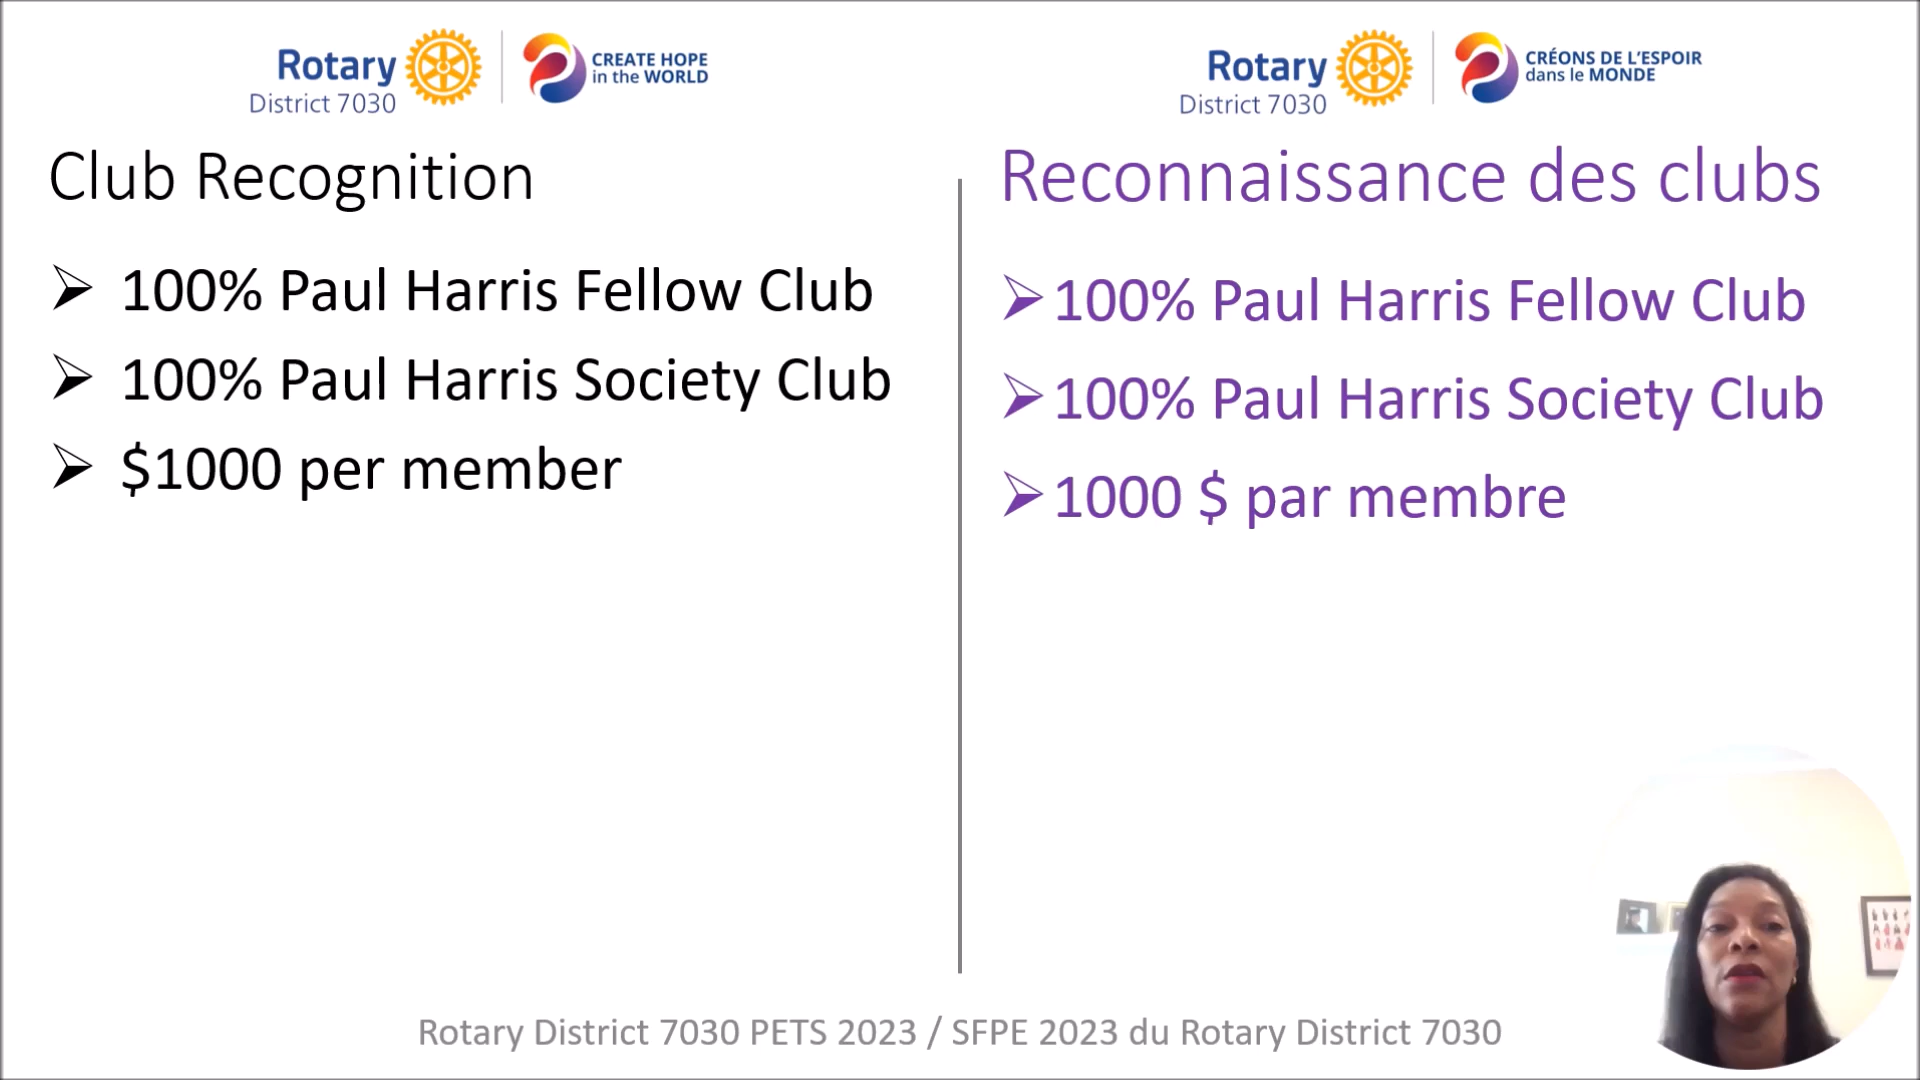 Rotary
District 7030
CREATE HOPE
in the WORLD
Club Recognition
➢ 100% Paul Harris Fellow Club
➢ 100% Paul Harris Society Club
➢ $1000 per member
Rotary
District 7030
CRÉONS DE L'ESPOIR
dans le MONDE
Reconnaissance des clubs
➢ 100% Paul Harris Fellow Club
➢ 100% Paul Harris Society Club
➢ 1000 $ par membre
Rotary District 7030 PETS 2023 / SFPE 2023 du Rotary District 7030